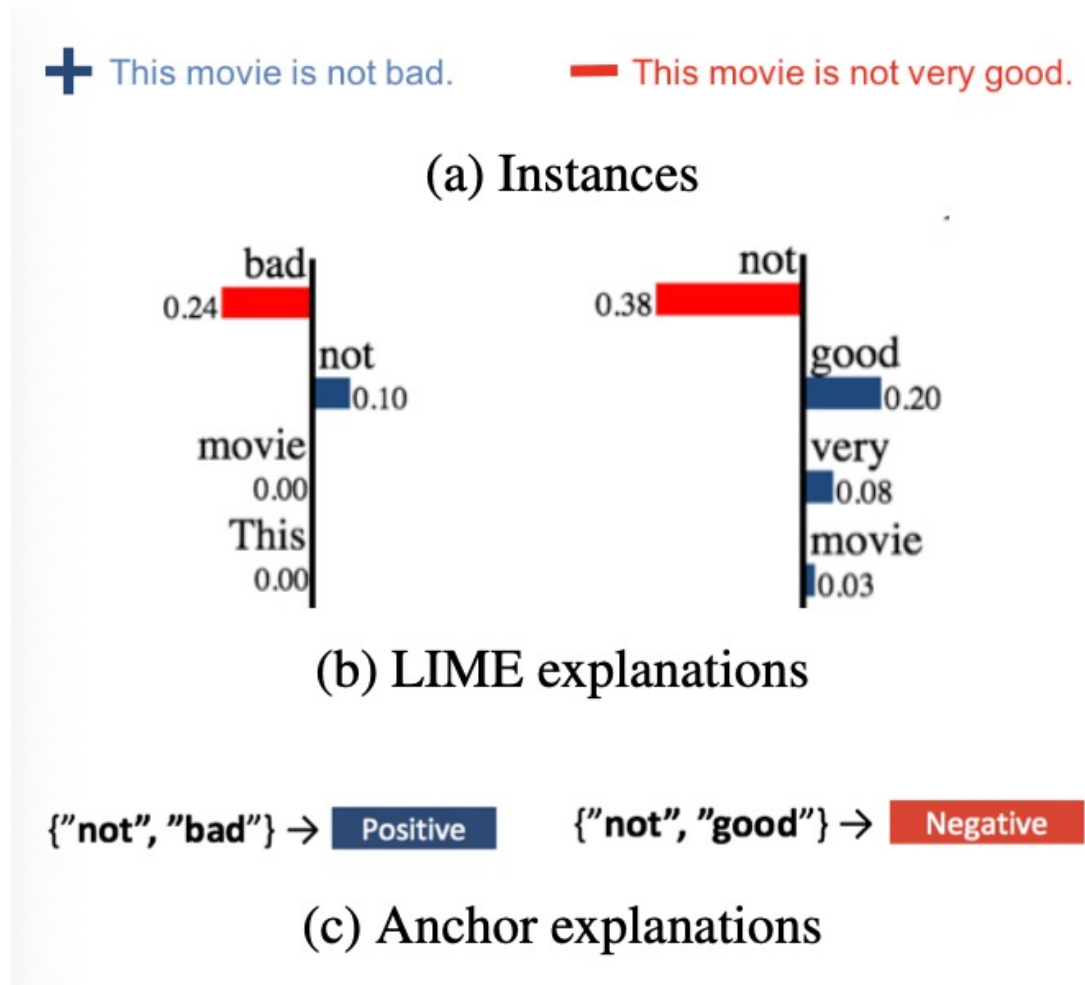 + This movie is not bad.
− This movie is not very good.
(a) Instances
bad
0.24
not
0.10
movie
0.00
This
0.00
not
0.38
good
0.20
very
0.08
movie
0.03
(b) LIME explanations
{”not”, ”bad”} → Positive
{”not”, ”good”} → Negative
(c) Anchor explanations